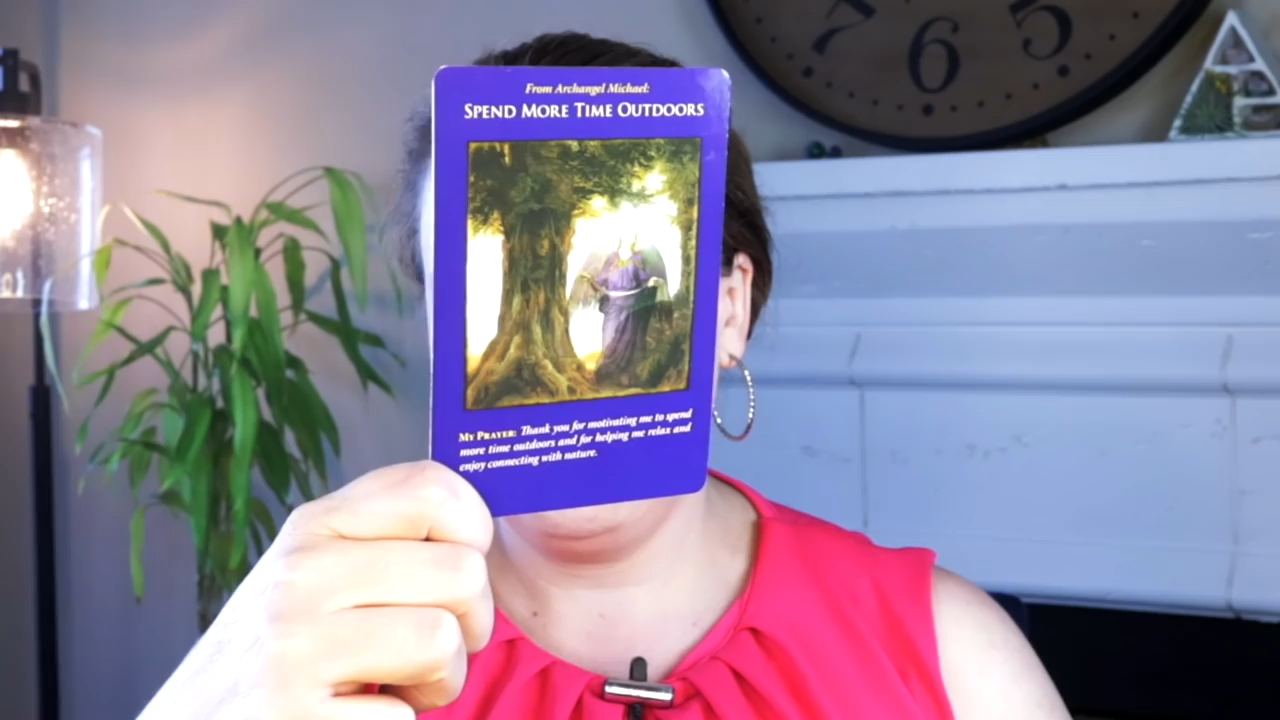 7 6 5
From Archangel Michael:
SPEND MORE TIME OUTDOORS
MY PRAYER: Thank you for motivating me to spend
more time outdoors and for helping me relax and
enjoy connecting with nature.